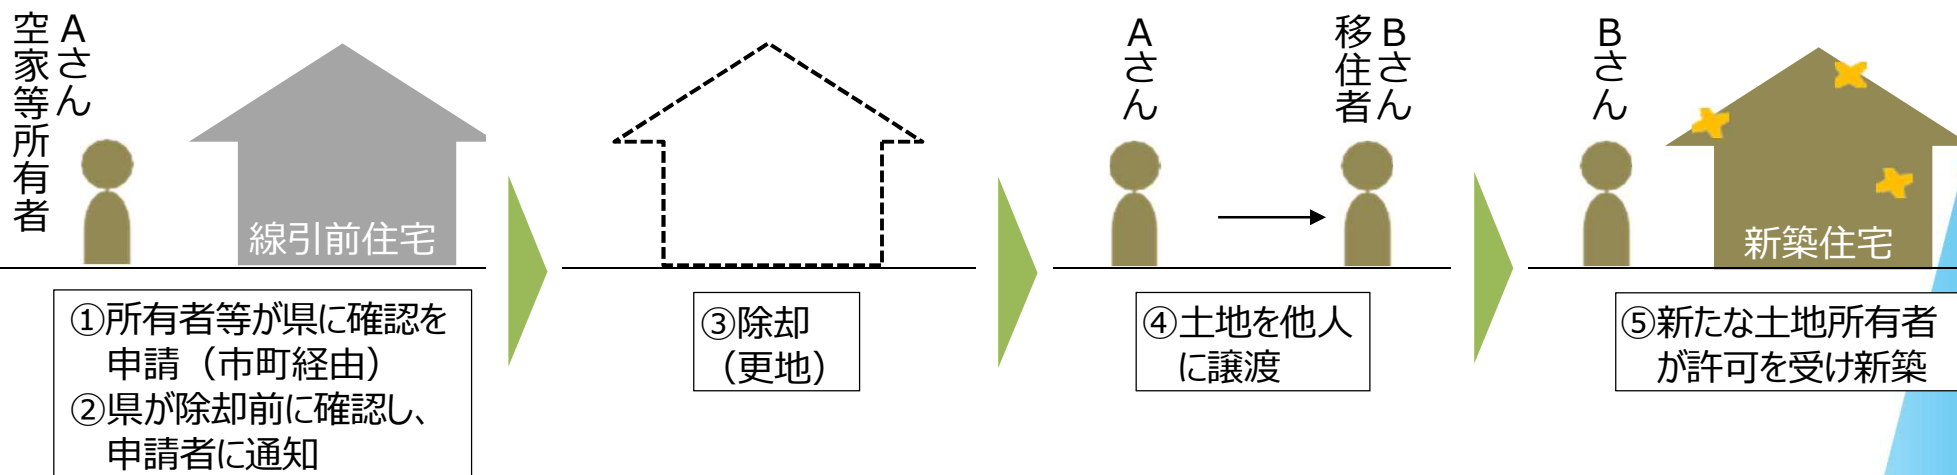 Aさん
空家等所有者
線引前住宅
①所有者等が県に確認を
申請（市町経由）
②県が除却前に確認し、
申請者に通知
③除却
（更地）
Aさん
Bさん
移住者
④土地を他人
に譲渡
Bさん
新築住宅
⑤新たな土地所有者
が許可を受け新築